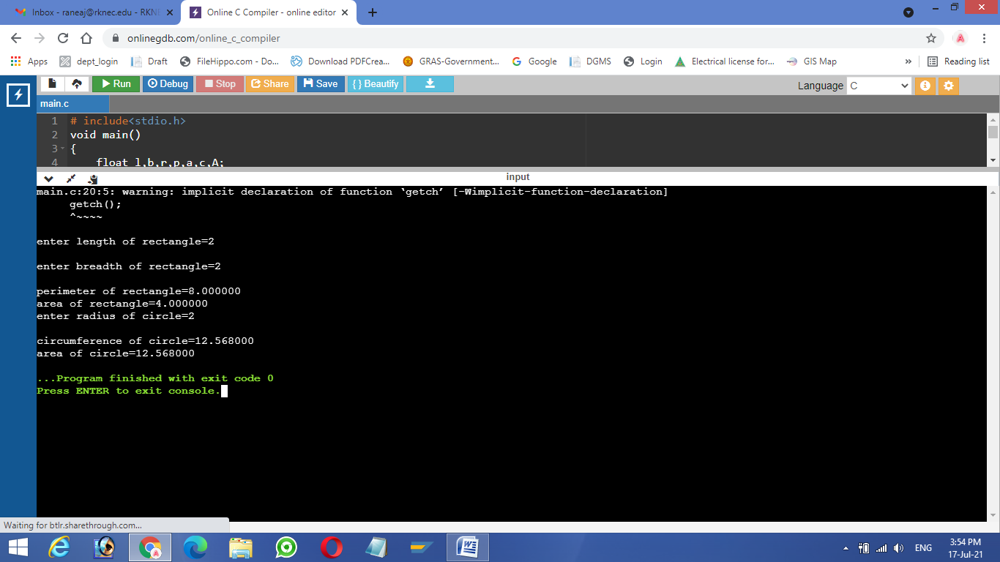 Inbox - raneaj@rknec.edu - RKNE
Online C Compiler - online editor
onlinegdb.com/online_c_compiler
Apps dept_login Draft FileHippo.com - Do... Download PDFCrea... GRAS-Government... Google DGMS Login Electrical license for... GIS Map » Reading list
Run Debug Stop Share Save { } Beautify Language C
main.c
1 # include<stdio.h>
2 void main()
3 {
4 float l,b,r,p,a,c,A;
input
main.c:20:5: warning: implicit declaration of function ‘getch’ [-Wimplicit-function-declaration]
getch();
^~~~~
enter length of rectangle=2
enter breadth of rectangle=2
perimeter of rectangle=8.000000
area of rectangle=4.000000
enter radius of circle=2
circumference of circle=12.568000
area of circle=12.568000
...Program finished with exit code 0
Press ENTER to exit console.
Waiting for btlr.sharethrough.com...
ENG
3:54 PM
17-Jul-21